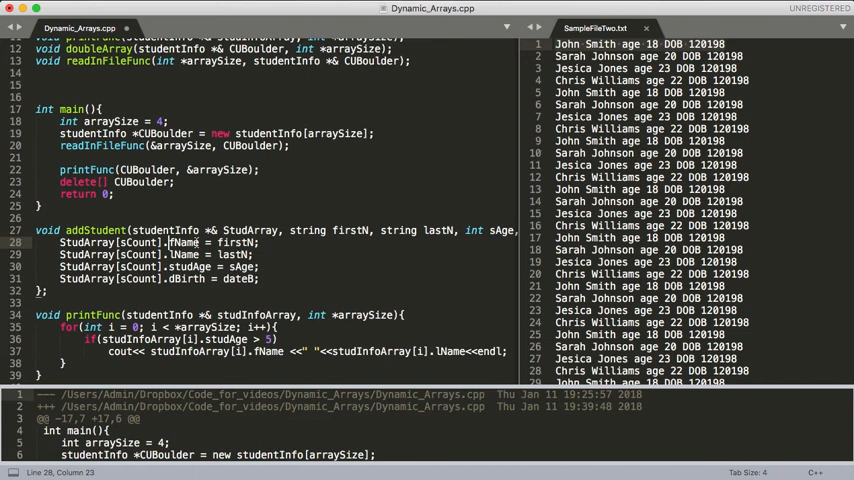 Dynamic_Arrays.cpp
UNREGISTERED
Dynamic_Arrays.cpp
SampleFileTwo.txt
12 void doubleArray(studentInfo *& CUBoulder, int *arraySize);
13 void readInFileFunc(int *arraySize, studentInfo *& CUBoulder);
14
15
16
17 int main(){
18 int arraySize = 4;
19 studentInfo *CUBoulder = new studentInfo[arraySize];
20 readInFileFunc(&arraySize, CUBoulder);
21
22 printFunc(CUBoulder, &arraySize);
23 delete[] CUBoulder;
24 return 0;
25 }
26
27 void addStudent(studentInfo *& StudArray, string firstN, string lastN, int sAge,
28 StudArray[sCount].fName = firstN;
29 StudArray[sCount].lName = lastN;
30 StudArray[sCount].studAge = sAge;
31 StudArray[sCount].dBirth = dateB;
32 };
33
34 void printFunc(studentInfo *& studInfoArray, int *arraySize){
35 for(int i = 0; i < *arraySize; i++){
36 if(studInfoArray[i].studAge > 5)
37 cout<< studInfoArray[i].fName <<" "<<studInfoArray[i].lName<<endl;
38 }
39 }
1 John Smith age 18 DOB 120198
2 Sarah Johnson age 20 DOB 120198
3 Jesica Jones age 23 DOB 120198
4 Chris Williams age 22 DOB 120198
5 John Smith age 18 DOB 120198
6 Sarah Johnson age 20 DOB 120198
7 Jesica Jones age 23 DOB 120198
8 Chris Williams age 22 DOB 120198
9 John Smith age 18 DOB 120198
10 Sarah Johnson age 20 DOB 120198
11 Jesica Jones age 23 DOB 120198
12 Chris Williams age 22 DOB 120198
13 John Smith age 18 DOB 120198
14 Sarah Johnson age 20 DOB 120198
15 Jesica Jones age 23 DOB 120198
16 Chris Williams age 22 DOB 120198
17 John Smith age 18 DOB 120198
18 Sarah Johnson age 20 DOB 120198
19 Jesica Jones age 23 DOB 120198
20 Chris Williams age 22 DOB 120198
21 John Smith age 18 DOB 120198
22 Sarah Johnson age 20 DOB 120198
23 Jesica Jones age 23 DOB 120198
24 Chris Williams age 22 DOB 120198
25 John Smith age 18 DOB 120198
26 Sarah Johnson age 20 DOB 120198
27 Jesica Jones age 23 DOB 120198
28 Chris Williams age 22 DOB 120198
29 John Smith age 18 DOB 120198
1 --- /Users/Admin/Dropbox/Code_for_videos/Dynamic_Arrays/Dynamic_Arrays.cpp Thu Jan 11 19:25:57 2018
2 +++ /Users/Admin/Dropbox/Code_for_videos/Dynamic_Arrays/Dynamic_Arrays.cpp Thu Jan 11 19:39:48 2018
3 @@ -17,7 +17,6 @@
4 int main(){
5 int arraySize = 4;
6 studentInfo *CUBoulder = new studentInfo[arraySize];
Line 28, Column 23
Tab Size: 4
C++